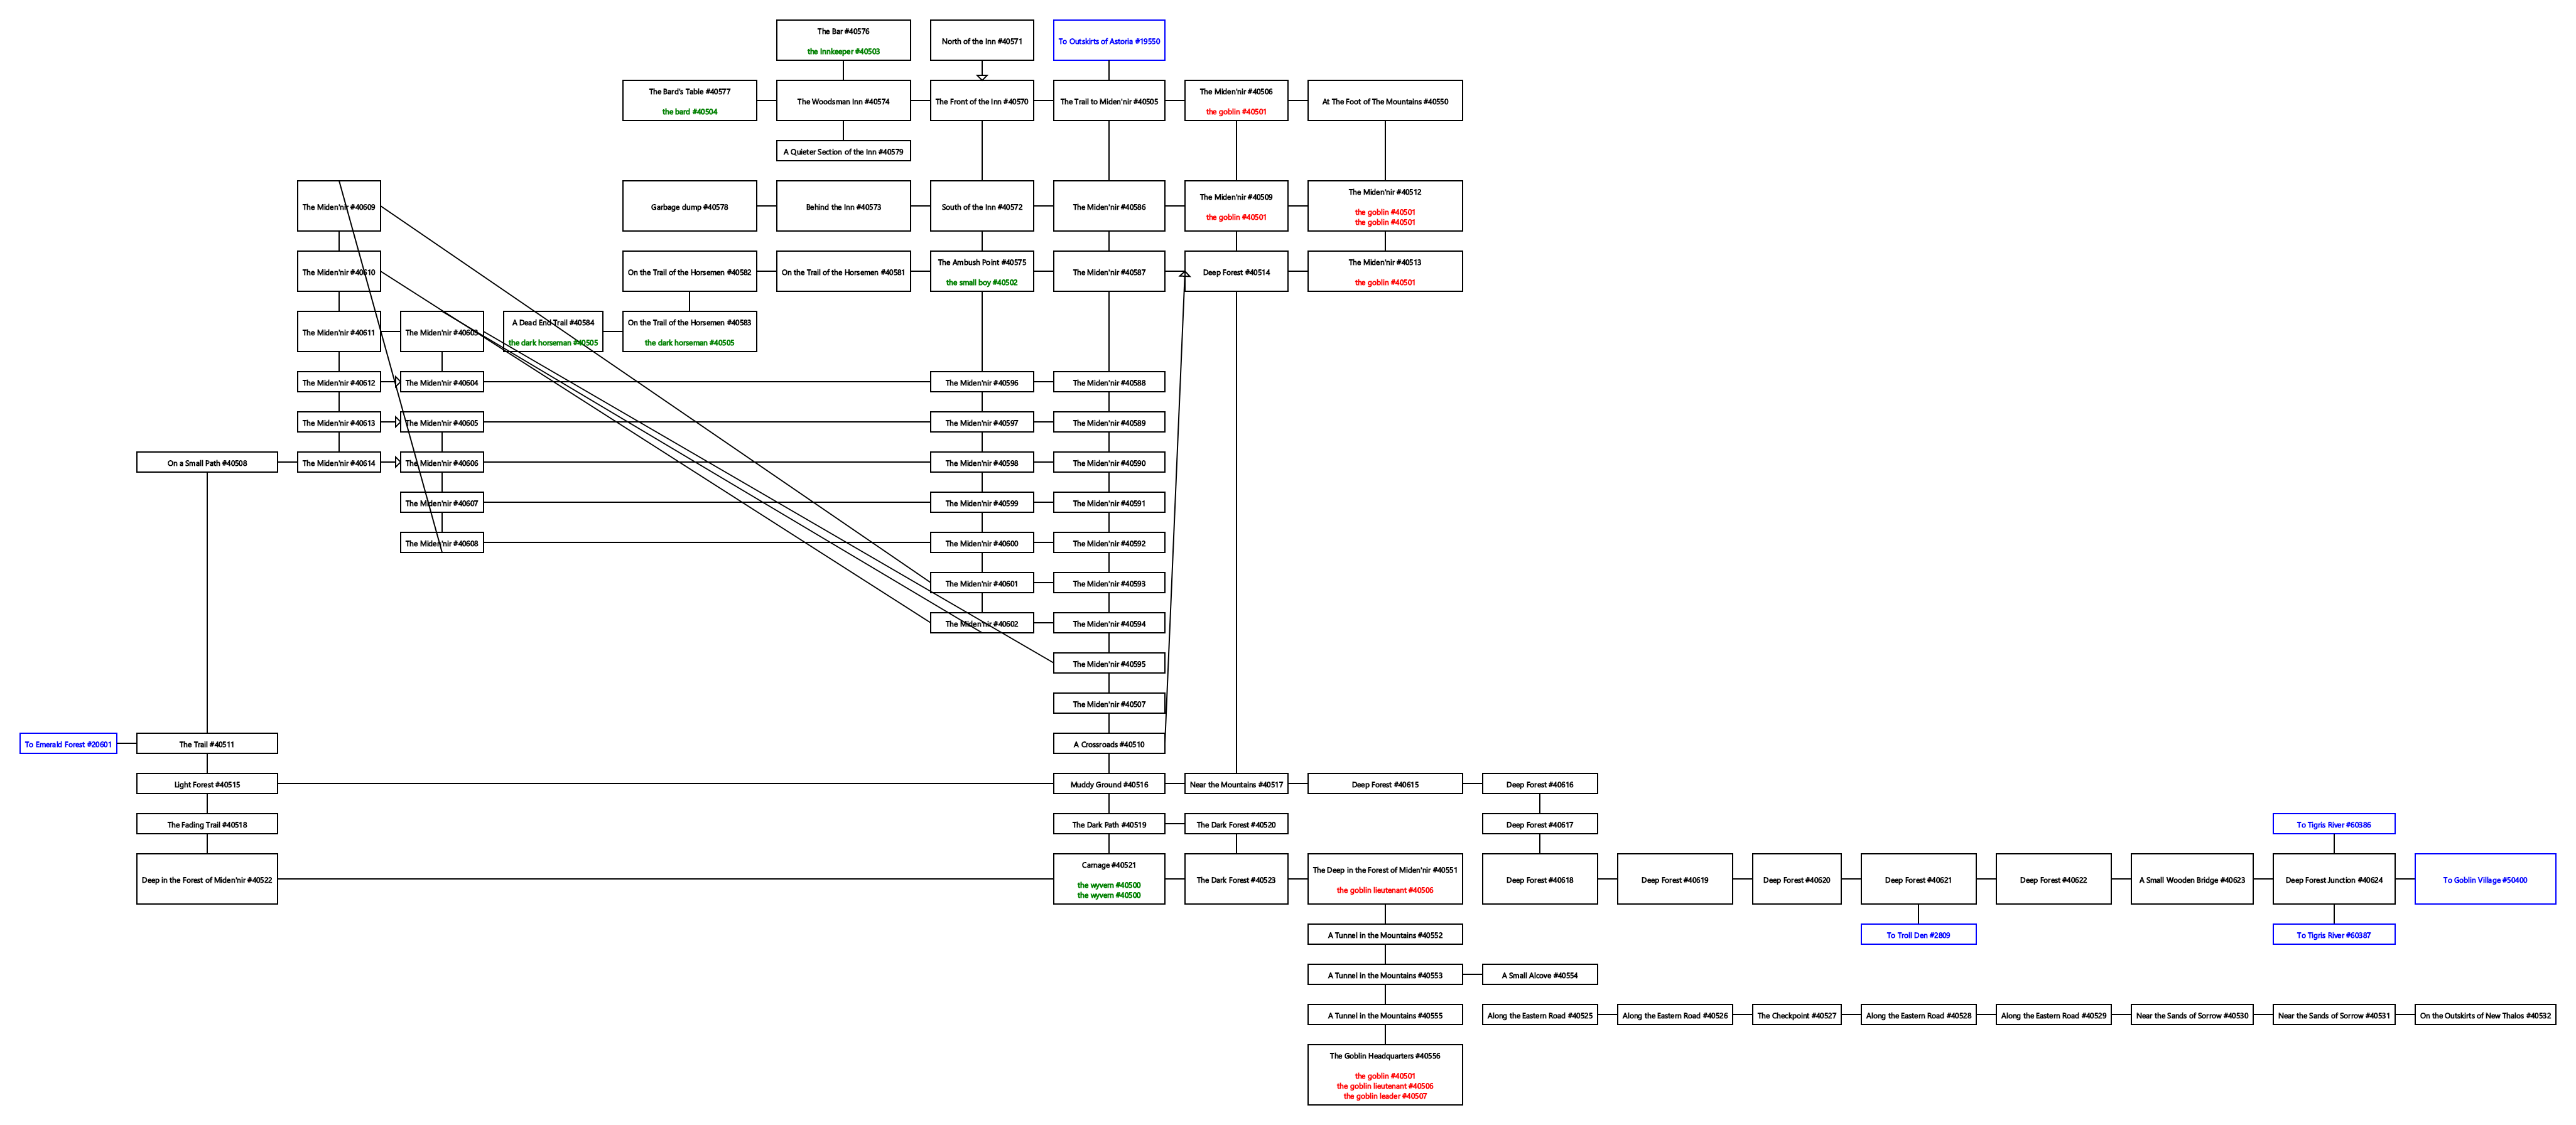 The Bar #40576
the Innkeeper #40503
North of the Inn #40571
To Outskirts of Astoria #19550
The Bard's Table #40577
the bard #40504
The Woodsman Inn #40574
The Front of the Inn #40570
The Trail to Miden'nir #40505
The Miden'nir #40506
the goblin #40501
At The Foot of The Mountains #40550
A Quieter Section of the Inn #40579
The Miden'nir #40609
Garbage dump #40578
Behind the Inn #40573
South of the Inn #40572
The Miden'nir #40586
The Miden'nir #40509
the goblin #40501
The Miden'nir #40512
the goblin #40501
the goblin #40501
The Miden'nir #40610
On the Trail of the Horsemen #40582
On the Trail of the Horsemen #40581
The Ambush Point #40575
the small boy #40502
The Miden'nir #40587
Deep Forest #40514
The Miden'nir #40513
the goblin #40501
The Miden'nir #40611
The Miden'nir #40603
A Dead End Trail #40584
the dark horseman #40505
On the Trail of the Horsemen #40583
the dark horseman #40505
The Miden'nir #40612
The Miden'nir #40604
The Miden'nir #40596
The Miden'nir #40588
The Miden'nir #40613
The Miden'nir #40605
The Miden'nir #40597
The Miden'nir #40589
On a Small Path #40508
The Miden'nir #40614
The Miden'nir #40606
The Miden'nir #40598
The Miden'nir #40590
The Miden'nir #40607
The Miden'nir #40599
The Miden'nir #40591
The Miden'nir #40608
The Miden'nir #40600
The Miden'nir #40592
The Miden'nir #40601
The Miden'nir #40593
The Miden'nir #40602
The Miden'nir #40594
The Miden'nir #40595
The Miden'nir #40507
To Emerald Forest #20601
The Trail #40511
A Crossroads #40510
Light Forest #40515
Muddy Ground #40516
Near the Mountains #40517
Deep Forest #40615
Deep Forest #40616
The Fading Trail #40518
The Dark Path #40519
The Dark Forest #40520
Deep Forest #40617
To Tigris River #60386
Deep in the Forest of Miden'nir #40522
Carnage #40521
the wyvern #40500
the wyvern #40500
The Dark Forest #40523
The Deep in the Forest of Miden'nir #40551
the goblin lieutenant #40506
Deep Forest #40618
Deep Forest #40619
Deep Forest #40620
Deep Forest #40621
Deep Forest #40622
A Small Wooden Bridge #40623
Deep Forest Junction #40624
To Goblin Village #50400
A Tunnel in the Mountains #40552
To Troll Den #2809
To Tigris River #60387
A Tunnel in the Mountains #40553
A Small Alcove #40554
A Tunnel in the Mountains #40555
Along the Eastern Road #40525
Along the Eastern Road #40526
The Checkpoint #40527
Along the Eastern Road #40528
Along the Eastern Road #40529
Near the Sands of Sorrow #40530
Near the Sands of Sorrow #40531
On the Outskirts of New Thalos #40532
The Goblin Headquarters #40556
the goblin #40501
the goblin lieutenant #40506
the goblin leader #40507